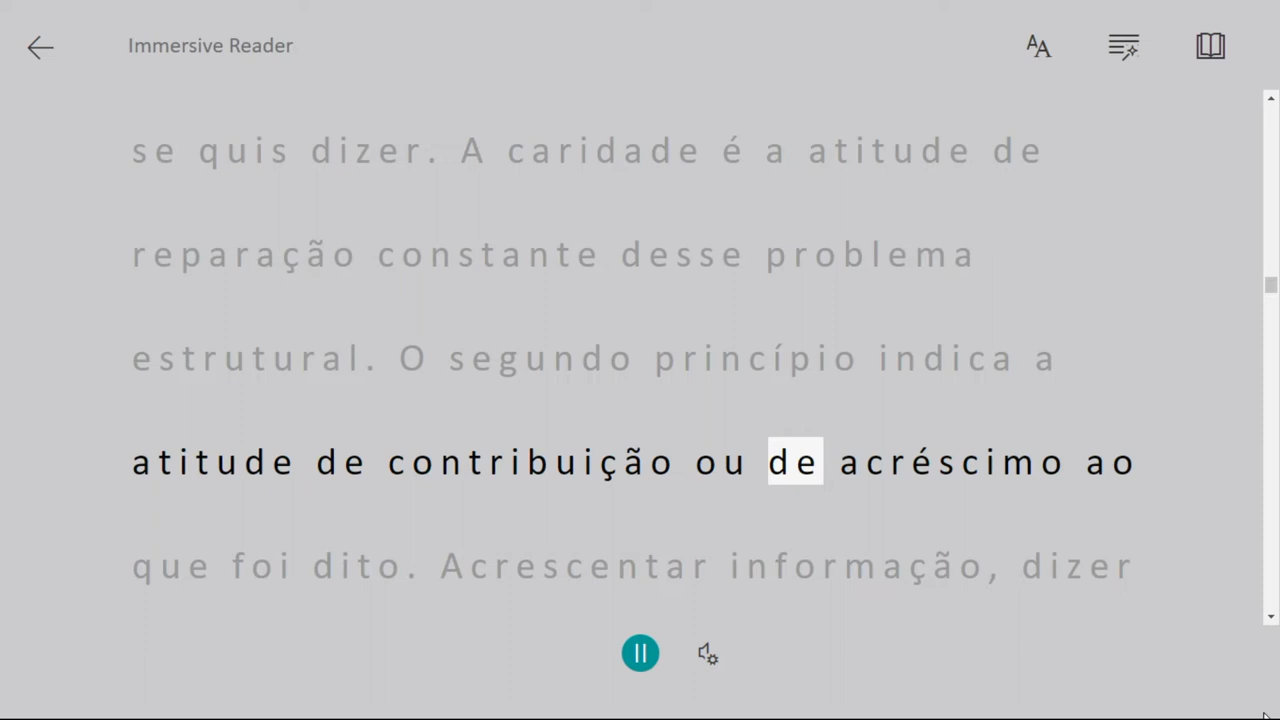 Immersive Reader
se quis dizer. A caridade é a atitude de
reparação constante desse problema
estrutural. O segundo princípio indica a
atitude de contribuição ou de acréscimo ao
que foi dito. Acrescentar informação, dizer